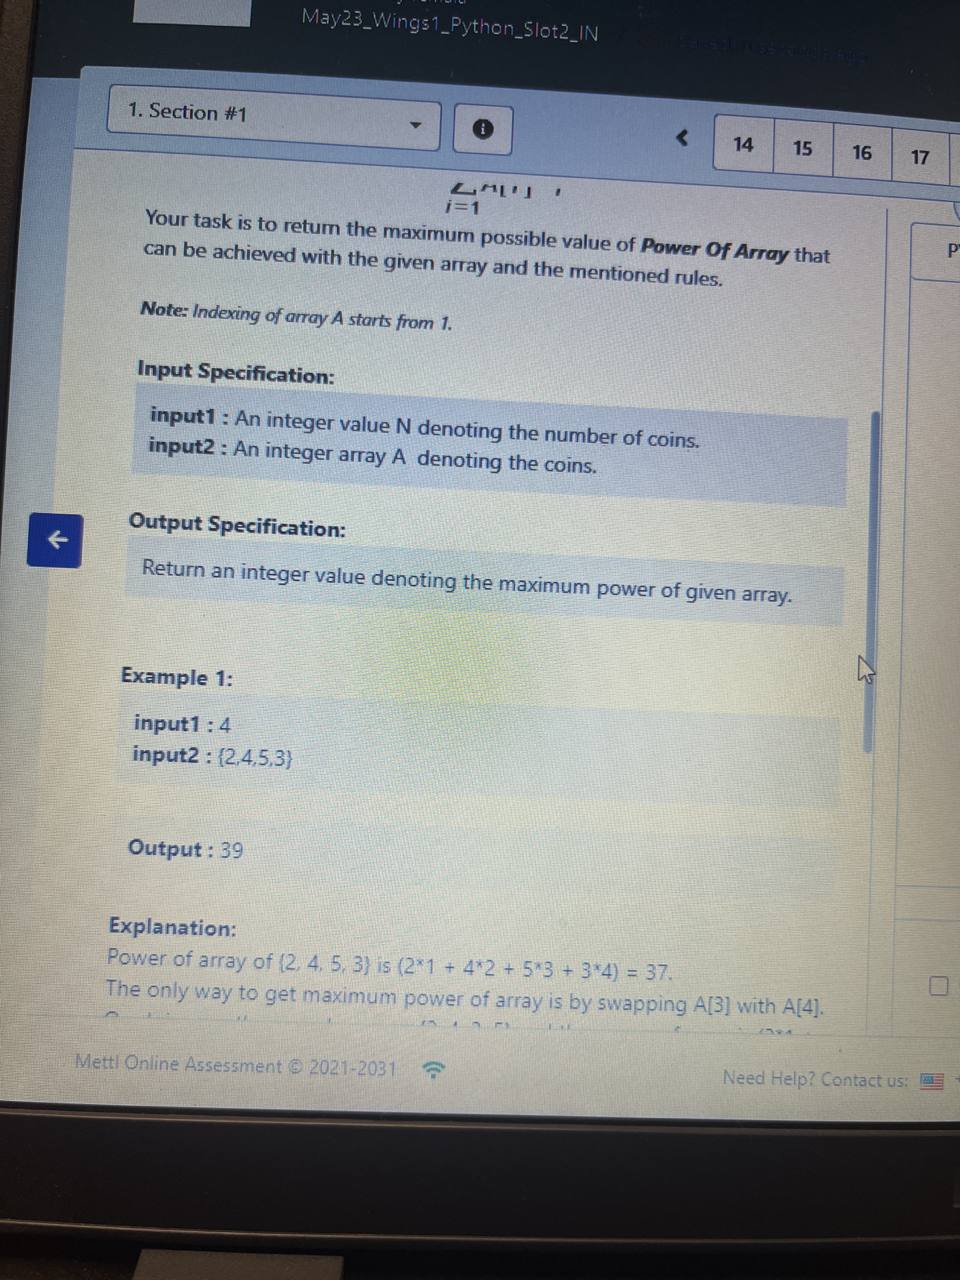 May23_Wings1_Python_Slot2_IN
1. Section #1
14 15 16 17
i=1
Your task is to return the maximum possible value of Power Of Array that
can be achieved with the given array and the mentioned rules.
Note: Indexing of array A starts from 1.
Input Specification:
input1 : An integer value N denoting the number of coins.
input2 : An integer array A denoting the coins.
Output Specification:
Return an integer value denoting the maximum power of given array.
Example 1:
input1 : 4
input2 : {2,4,5,3}
Output : 39
Explanation:
Power of array of {2, 4, 5, 3} is (2*1 + 4*2 + 5*3 + 3*4) = 37.
The only way to get maximum power of array is by swapping A[3] with A[4].
Mettl Online Assessment © 2021-2031
Need Help? Contact us: